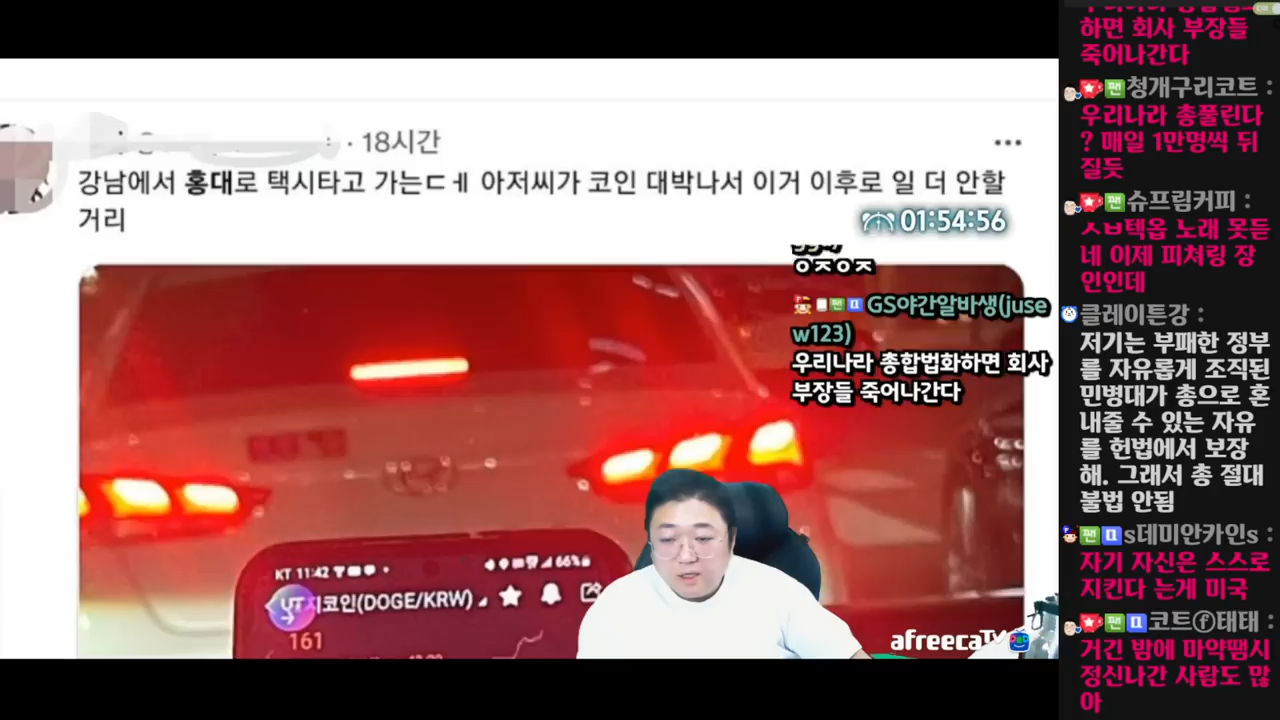 · 18시간
강남에서 홍대로 택시타고 가는ㄷㅔ 아저씨가 코인 대박나서 이거 이후로 일 더 안할
거리
01:54:56
ㅇㅈㅇㅈ
GS야간알바생(juse
w123)
우리나라 총합법화하면 회사
부장들 죽어나간다
KT 11:42
66%
지코인(DOGE/KRW)
161
afreecaTV
하면 회사 부장들
죽어나간다
청개구리코트 :
우리나라 총풀린다
? 매일 1만명씩 뒤
질듯
슈프림커피 :
ㅅㅂ텍옵 노래 못듣
네 이제 피쳐링 장
인인데
클레이튼강 :
저기는 부패한 정부
를 자유롭게 조직된
민병대가 총으로 혼
내줄 수 있는 자유
를 헌법에서 보장
해. 그래서 총 절대
불법 안됨
s데미안카인s :
자기 자신은 스스로
지킨다 는게 미국
코트ⓕ태태 :
거긴 밤에 마약땜시
정신나간 사람도 많
아